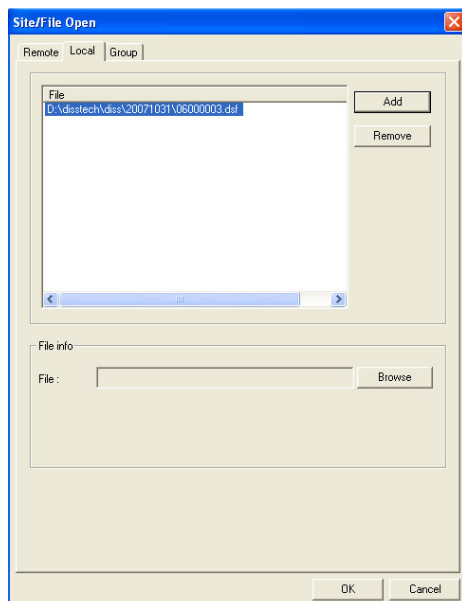 Site/File Open
Remote Local Group
File
D:\disstech\diss\20071031\06000003.dsf
Add
Remove
File info
File :
Browse
OK Cancel